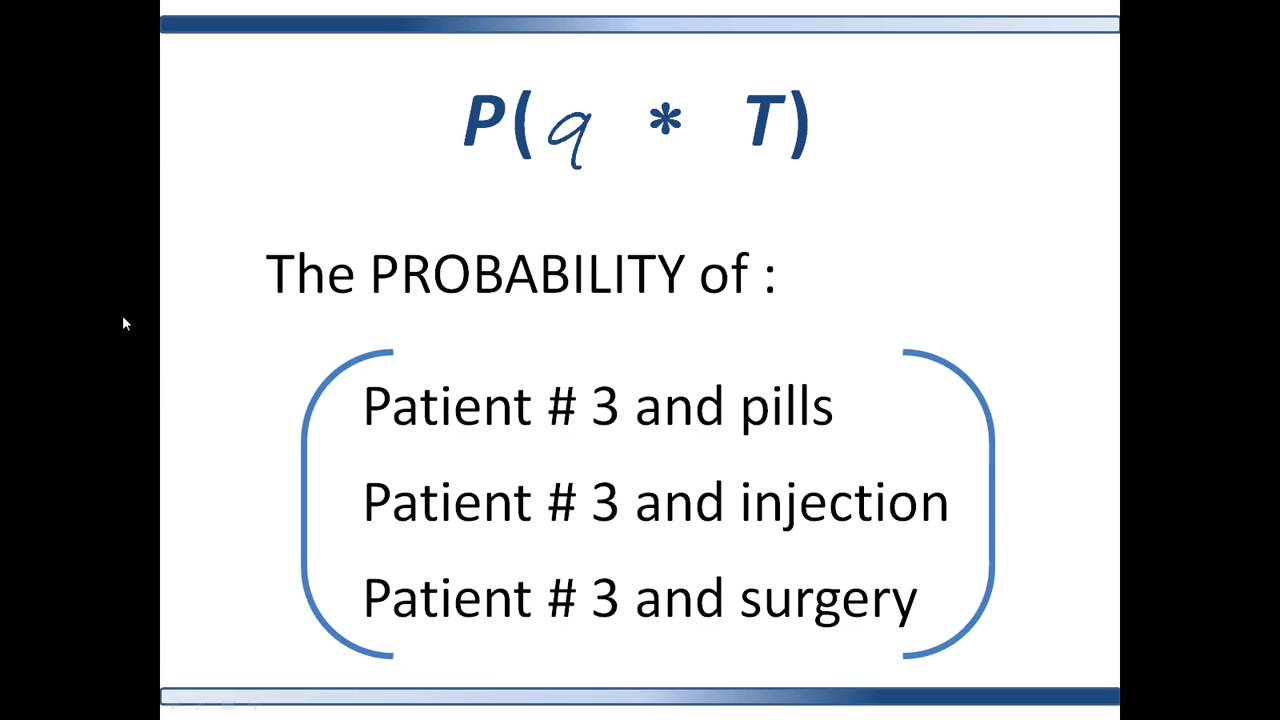 P(q * T)
The PROBABILITY of :
Patient # 3 and pills
Patient # 3 and injection
Patient # 3 and surgery